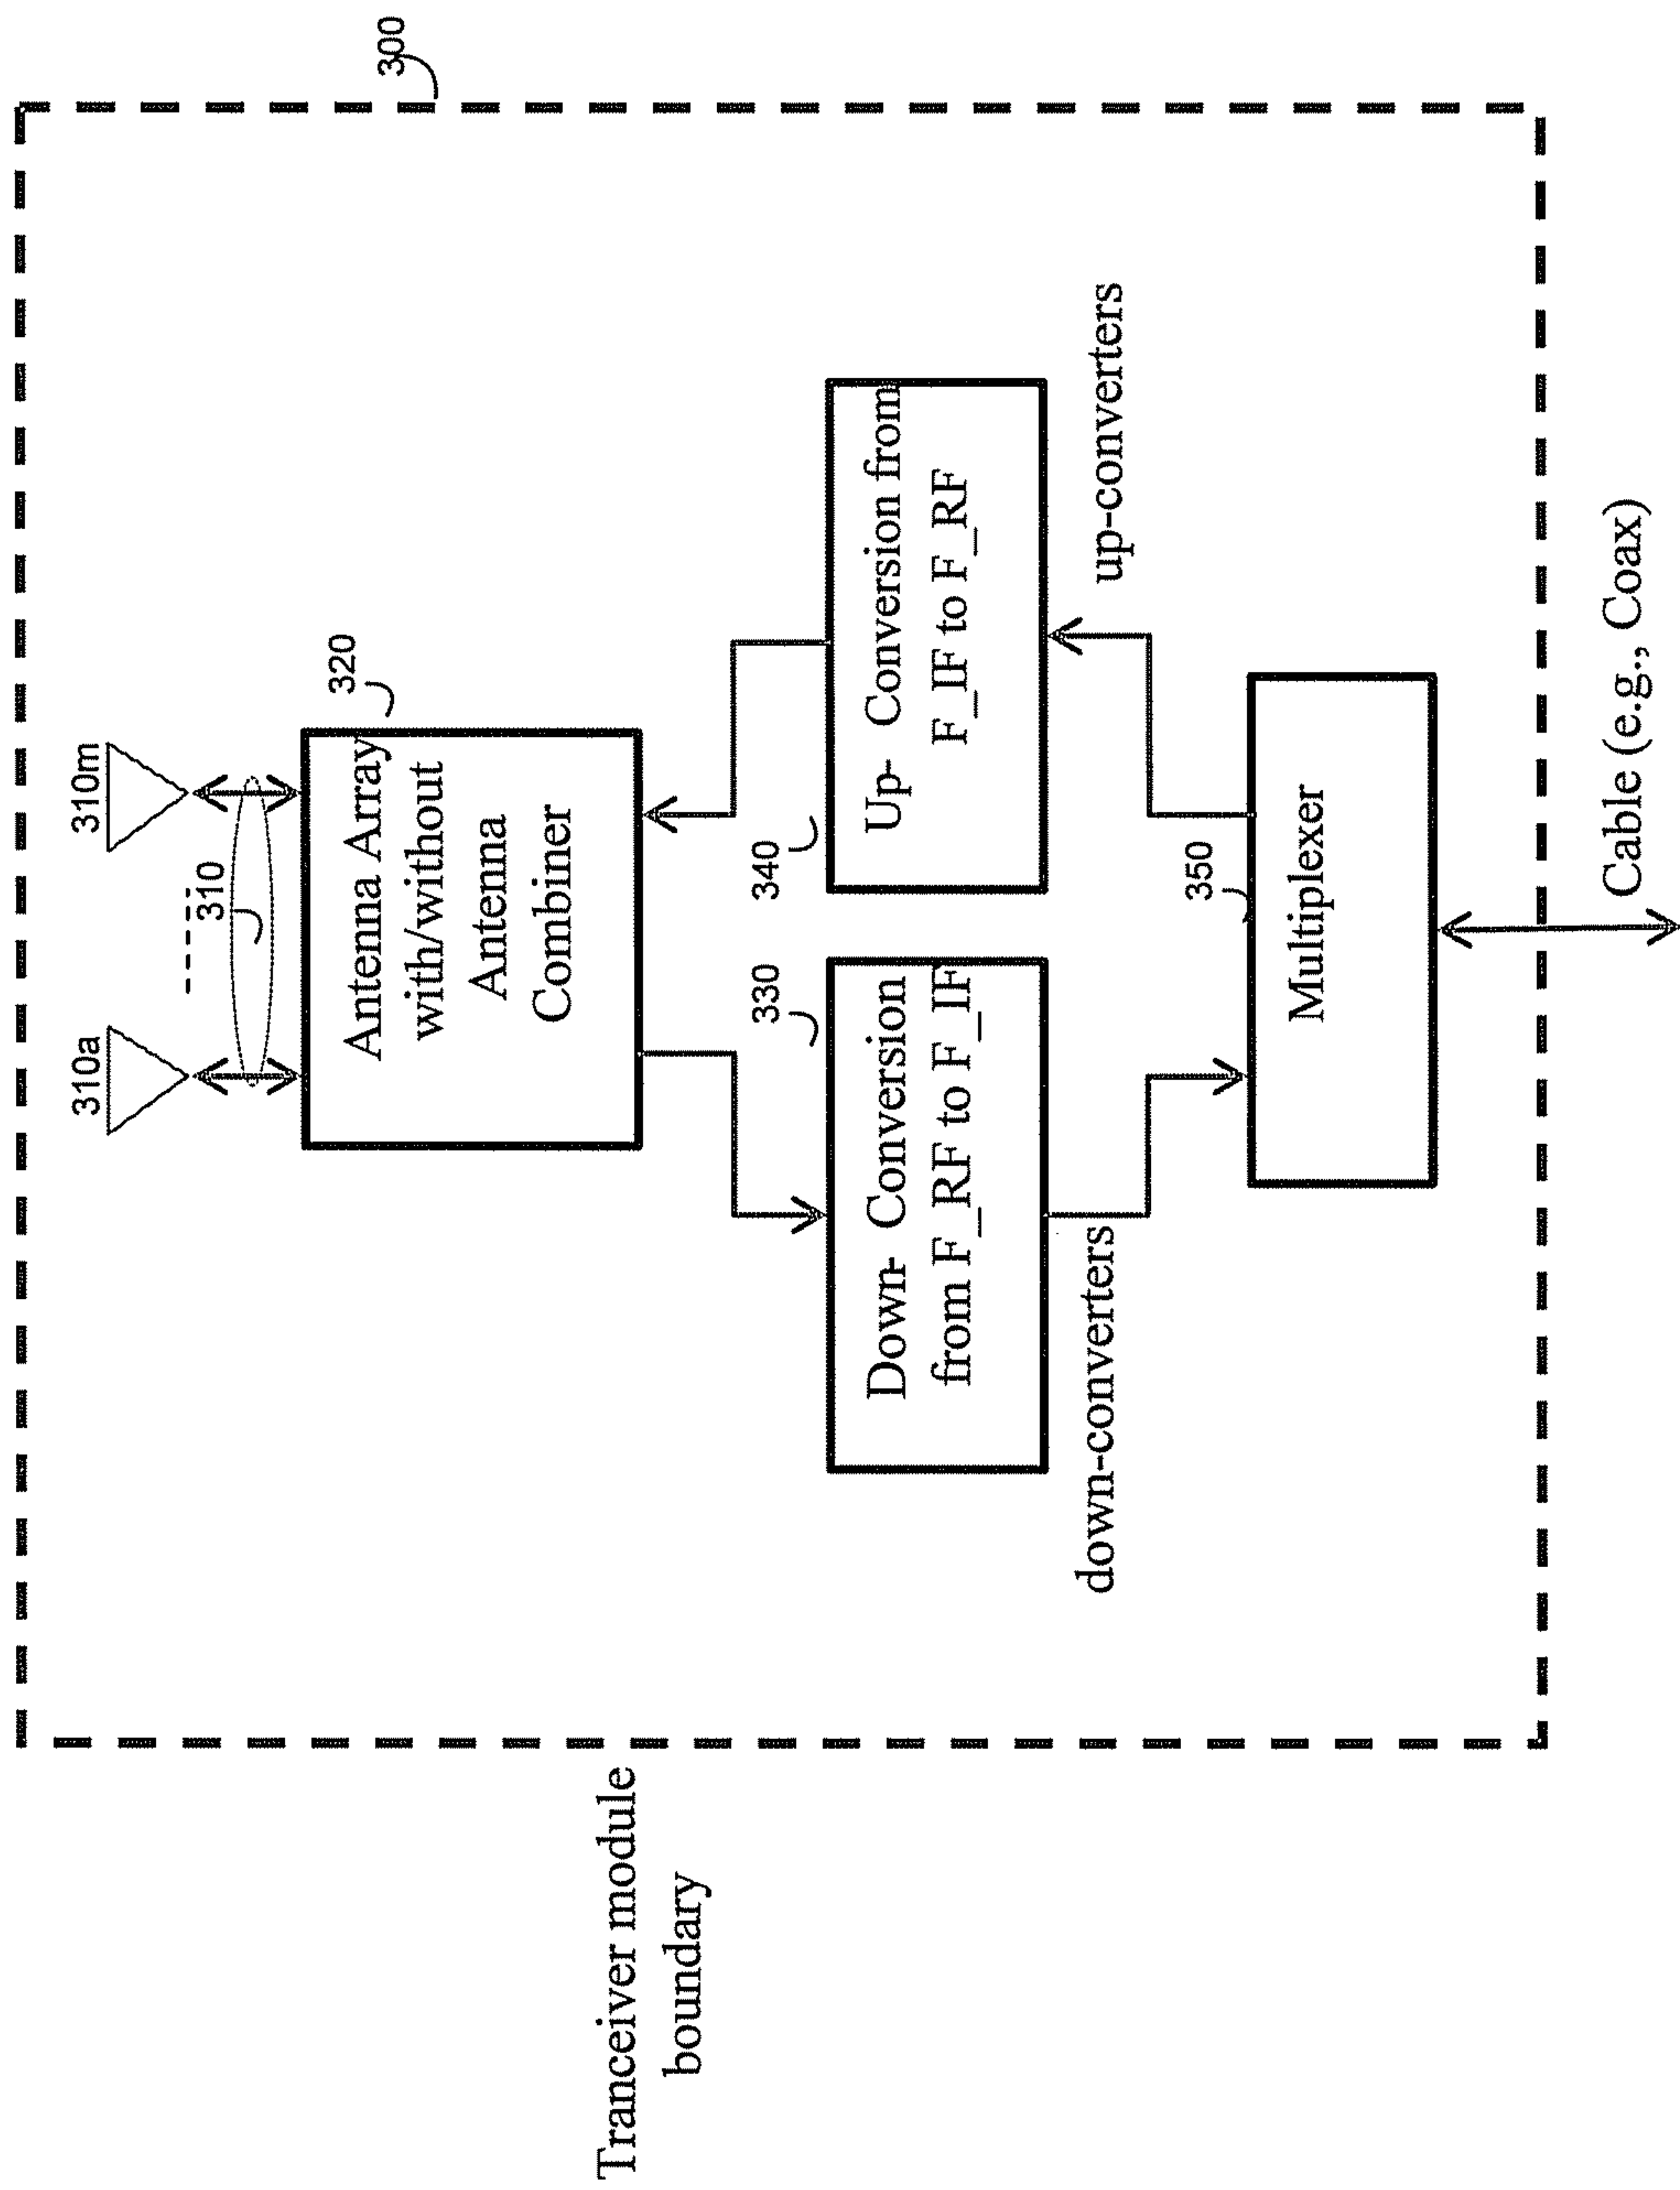 310a
310m
310
320
Antenna Array
with/without
Antenna
Combiner
300
330
340
Down- Conversion
from F_RF to F_IF
Up- Conversion from
F_IF to F_RF
down-converters
up-converters
350
Multiplexer
Cable (e.g., Coax)
Tranceiver module
boundary